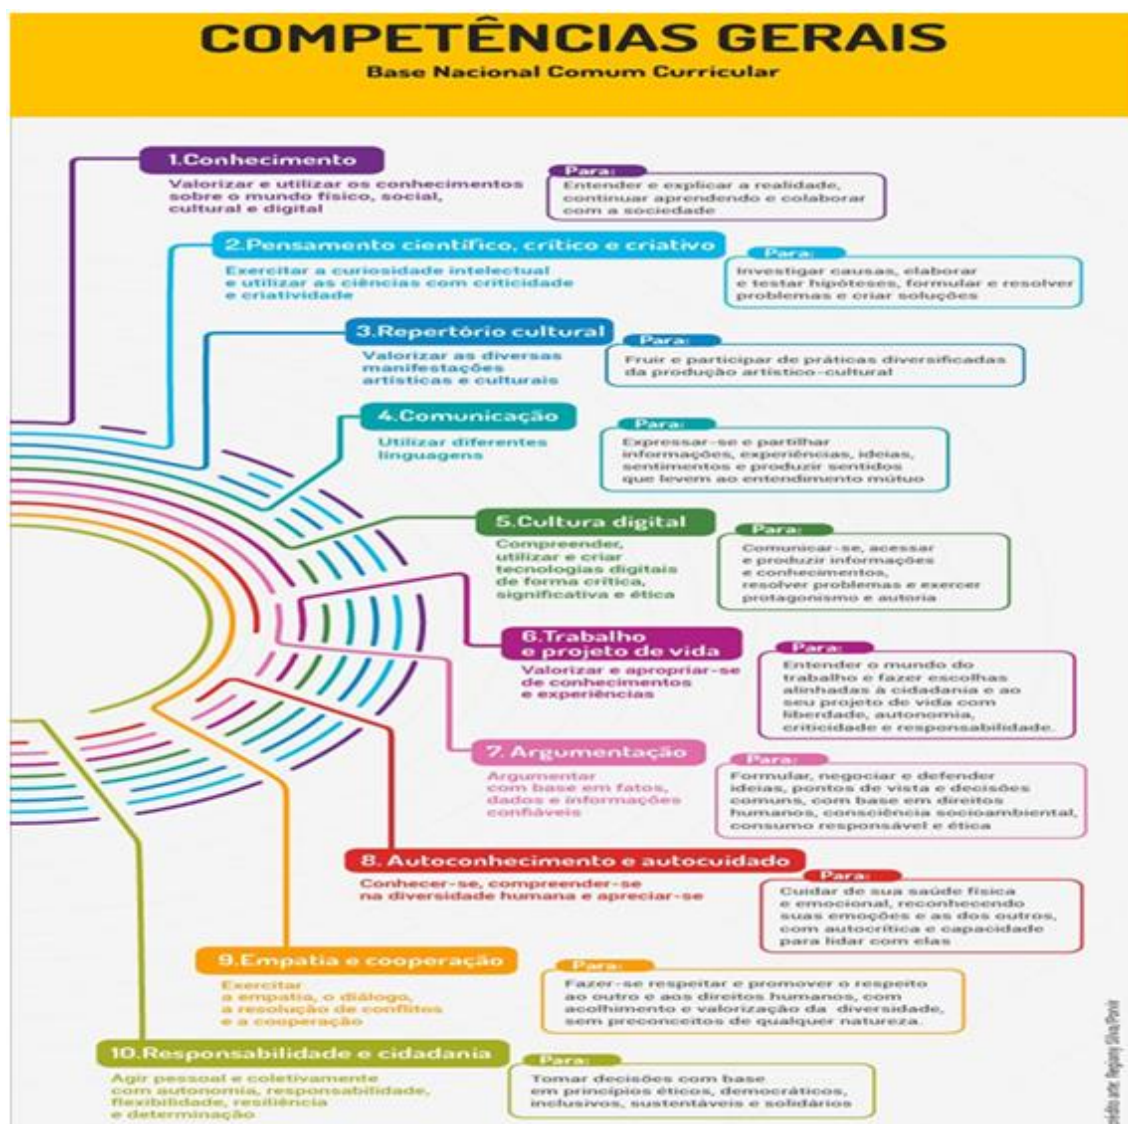 COMPETÊNCIAS GERAIS
Base Nacional Comum Curricular
1.Conhecimento
Valorizar e utilizar os conhecimentos
sobre o mundo físico, social,
cultural e digital
Para:
Entender e explicar a realidade,
continuar aprendendo e colaborar
com a sociedade
2.Pensamento científico, crítico e criativo
Exercitar a curiosidade intelectual
e utilizar as ciências com criticidade
e criatividade
Para:
Investigar causas, elaborar
e testar hipóteses, formular e resolver
problemas e criar soluções
3.Repertório cultural
Valorizar as diversas
manifestações
artísticas e culturais
Para:
Fruir e participar de práticas diversificadas
da produção artístico-cultural
4.Comunicação
Utilizar diferentes
linguagens
Para:
Expressar-se e partilhar
informações, experiências, ideias,
sentimentos e produzir sentidos
que levem ao entendimento mútuo
5.Cultura digital
Compreender,
utilizar e criar
tecnologias digitais
de forma crítica,
significativa e ética
Para:
Comunicar-se, acessar
e produzir informações
e conhecimentos,
resolver problemas e exercer
protagonismo e autoria
6.Trabalho
e projeto de vida
Valorizar e apropriar-se
de conhecimentos
e experiências
Para:
Entender o mundo do
trabalho e fazer escolhas
alinhadas à cidadania e ao
seu projeto de vida com
liberdade, autonomia,
criticidade e responsabilidade.
7. Argumentação
Argumentar
com base em fatos,
dados e informações
confiáveis
Para:
Formular, negociar e defender
ideias, pontos de vista e decisões
comuns, com base em direitos
humanos, consciência socioambiental,
consumo responsável e ética
8. Autoconhecimento e autocuidado
Conhecer-se, compreender-se
na diversidade humana e apreciar-se
Para:
Cuidar de sua saúde física
e emocional, reconhecendo
suas emoções e as dos outros,
com autocrítica e capacidade
para lidar com elas
9.Empatia e cooperação
Exercitar
a empatia, o diálogo,
a resolução de conflitos
e a cooperação
Para:
Fazer-se respeitar e promover o respeito
ao outro e aos direitos humanos, com
acolhimento e valorização da diversidade,
sem preconceitos de qualquer natureza.
10.Responsabilidade e cidadania
Agir pessoal e coletivamente
com autonomia, responsabilidade,
flexibilidade, resiliência
e determinação
Para:
Tomar decisões com base
em princípios éticos, democráticos,
inclusivos, sustentáveis e solidários
arte: Regiany Silva/Porvir